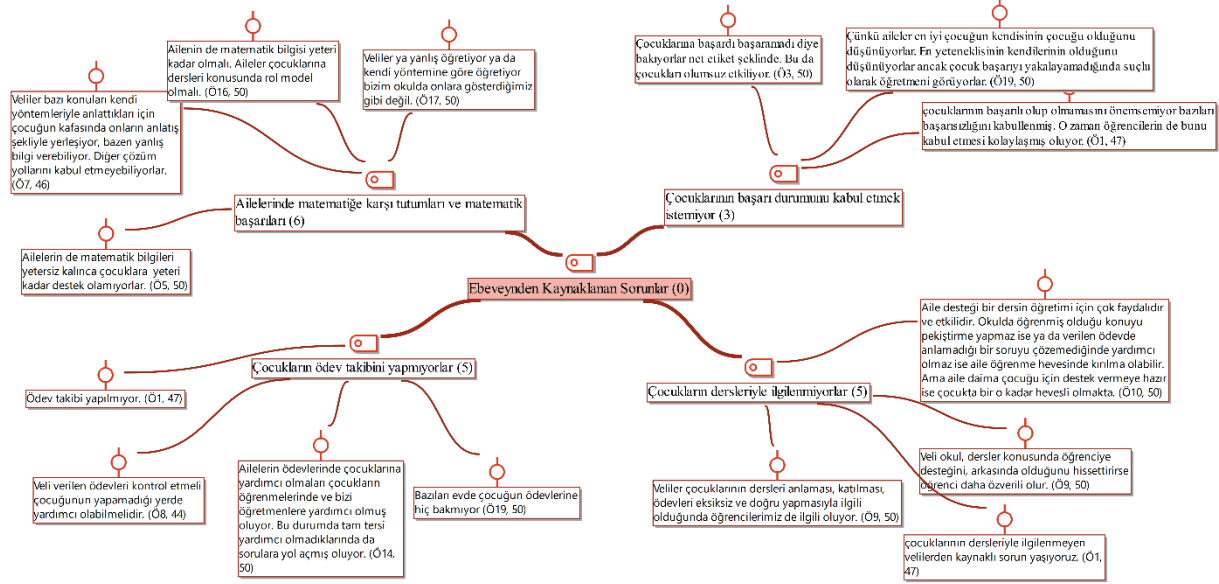 Ailenin de matematik bilgisi yeteri
kadar olmalı. Aileler çocuklarına
dersleri konusunda rol model
olmalı. (Ö16, 50)
Veliler ya yanlış öğretiyor ya da
kendi yöntemine göre öğretiyor
bizim okulda onlara gösterdiğimiz
gibi değil. (Ö17, 50)
Veliler bazı konuları kendi
yöntemleriyle anlattıkları için
çocuğun kafasında onların anlatış
şekliyle yerleşiyor, bazen yanlış
bilgi verebiliyor. Diğer çözüm
yollarını kabul etmeyebiliyorlar.
(Ö7, 46)
Ailelerinde matematiğe karşı tutumları ve matematik
başarıları (6)
Ailelerin de matematik bilgileri
yetersiz kalınca çocuklara yeteri
kadar destek olamıyorlar. (Ö5, 50)
Çocuklarına başardı başaramadı diye
bakıyorlar net etiket şeklinde. Bu da
çocukları olumsuz etkiliyor. (Ö3, 50)
Çünkü aileler en iyi çocuğun kendisinin çocuğu olduğunu
düşünüyorlar. En yeteneklisinin kendilerinin olduğunu
düşünüyorlar ancak çocuk başarıyı yakalayamadığında suçlu
olarak öğretmeni görüyorlar. (Ö19, 50)
çocuklarının başarılı olup olmamasını önemsemiyor bazıları
başarısızlığını kabullenmiş. O zaman öğrencilerin de bunu
kabul etmesi kolaylaşmış oluyor. (Ö1, 47)
Çocuklarının başarı durumunu kabul etmek
istemiyor (3)
Ebeveynden Kaynaklanan Sorunlar (0)
Çocukların ödev takibini yapmıyorlar (5)
Ödev takibi yapılmıyor. (Ö1, 47)
Veli verilen ödevleri kontrol etmeli
çocuğunun yapamadığı yerde
yardımcı olabilmelidir. (Ö8, 44)
Ailelerin ödevlerinde çocuklarına
yardımcı olmaları çocukların
öğrenmelerinde ve bizi
öğretmenlere yardımcı olmuş
oluyor. Bu durumda tam tersi
yardımcı olmadıklarında da
sorulara yol açmış oluyor. (Ö14,
50)
Bazıları evde çocuğun ödevlerine
hiç bakmıyor (Ö19, 50)
Çocukların dersleriyle ilgilenmiyorlar (5)
Aile desteği bir dersin öğretimi için çok faydalıdır
ve etkilidir. Okulda öğrenmiş olduğu konuyu
pekiştirme yapmaz ise ya da verilen ödevde
anlamadığı bir soruyu çözemediğinde yardımcı
olmaz ise aile öğrenme hevesinde kırılma olabilir.
Ama aile daima çocuğu için destek vermeye hazır
ise çocukta bir o kadar hevesli olmakta. (Ö10, 50)
Veli okul, dersler konusunda öğrenciye
desteğini, arkasında olduğunu hissettirirse
öğrenci daha özverili olur. (Ö9, 50)
Veliler çocuklarının dersleri anlaması, katılması,
ödevleri eksiksiz ve doğru yapmasıyla ilgili
olduğunda öğrencilerimiz de ilgili oluyor. (Ö9, 50)
çocuklarının dersleriyle ilgilenmeyen
velilerden kaynaklı sorun yaşıyoruz. (Ö1,
47)